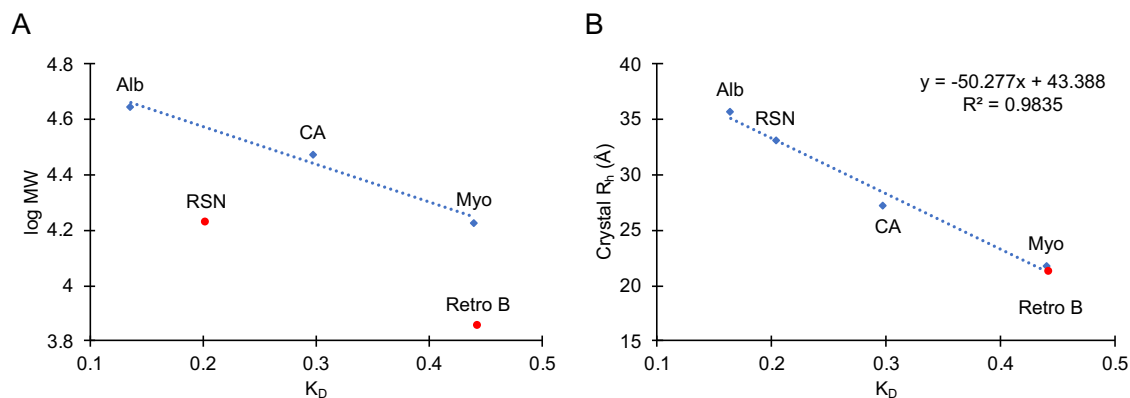 A
log MW
4.8
4.6
4.4
4.2
4
3.8
Alb
CA
RSN
Myo
Retro B
0.1
0.2
0.3
0.4
0.5
K_D
B
Crystal R_h (Å)
40
35
30
25
20
15
y = -50.277x + 43.388
R² = 0.9835
Alb
RSN
CA
Myo
Retro B
0.1
0.2
0.3
0.4
0.5
K_D